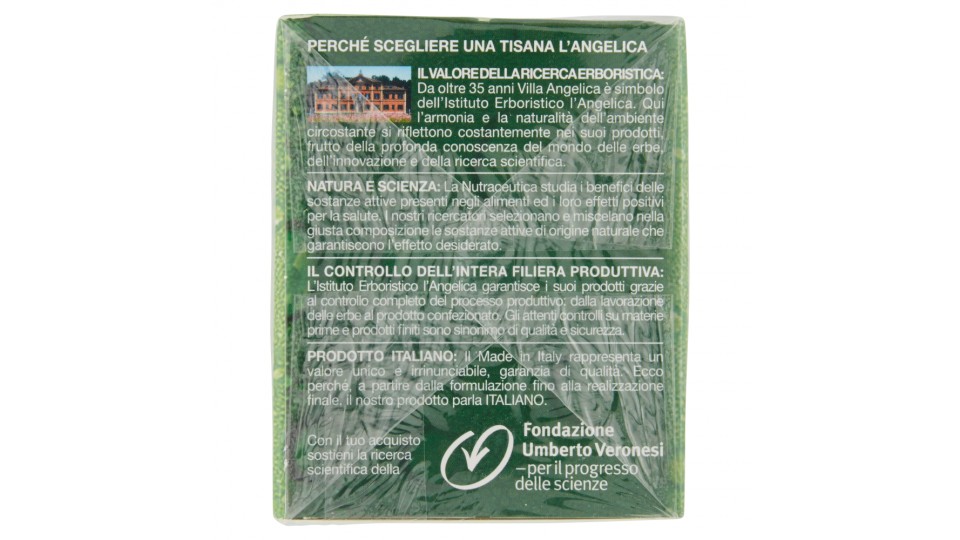 PERCHÉ SCEGLIERE UNA TISANA L'ANGELICA
IL VALORE DELLA RICERCA ERBORISTICA:
Da oltre 35 anni Villa Angelica è simbolo
dell'Istituto Erboristico l'Angelica. Qui
l'armonia e la naturalità dell'ambiente
circostante si riflettono costantemente nei suoi prodotti,
frutto della profonda conoscenza del mondo delle erbe,
dell'innovazione e della ricerca scientifica.
NATURA E SCIENZA: La Nutraceutica studia i benefici delle
sostanze attive presenti negli alimenti ed i loro effetti positivi
per la salute. I nostri ricercatori selezionano e miscelano nella
giusta composizione le sostanze attive di origine naturale che
garantiscono l'effetto desiderato.
IL CONTROLLO DELL'INTERA FILIERA PRODUTTIVA:
L'Istituto Erboristico l'Angelica garantisce i suoi prodotti grazie
al controllo completo del processo produttivo: dalla lavorazione
delle erbe al prodotto confezionato. Gli attenti controlli su materie
prime e prodotti finiti sono sinonimo di qualità e sicurezza.
PRODOTTO ITALIANO: il Made in Italy rappresenta un
valore unico e irrinunciabile, garanzia di qualità. Ecco
perché, a partire dalla formulazione fino alla realizzazione
finale, il nostro prodotto parla ITALIANO.
Con il tuo acquisto
sostieni la ricerca
scientifica della
Fondazione
Umberto Veronesi
–per il progresso
delle scienze